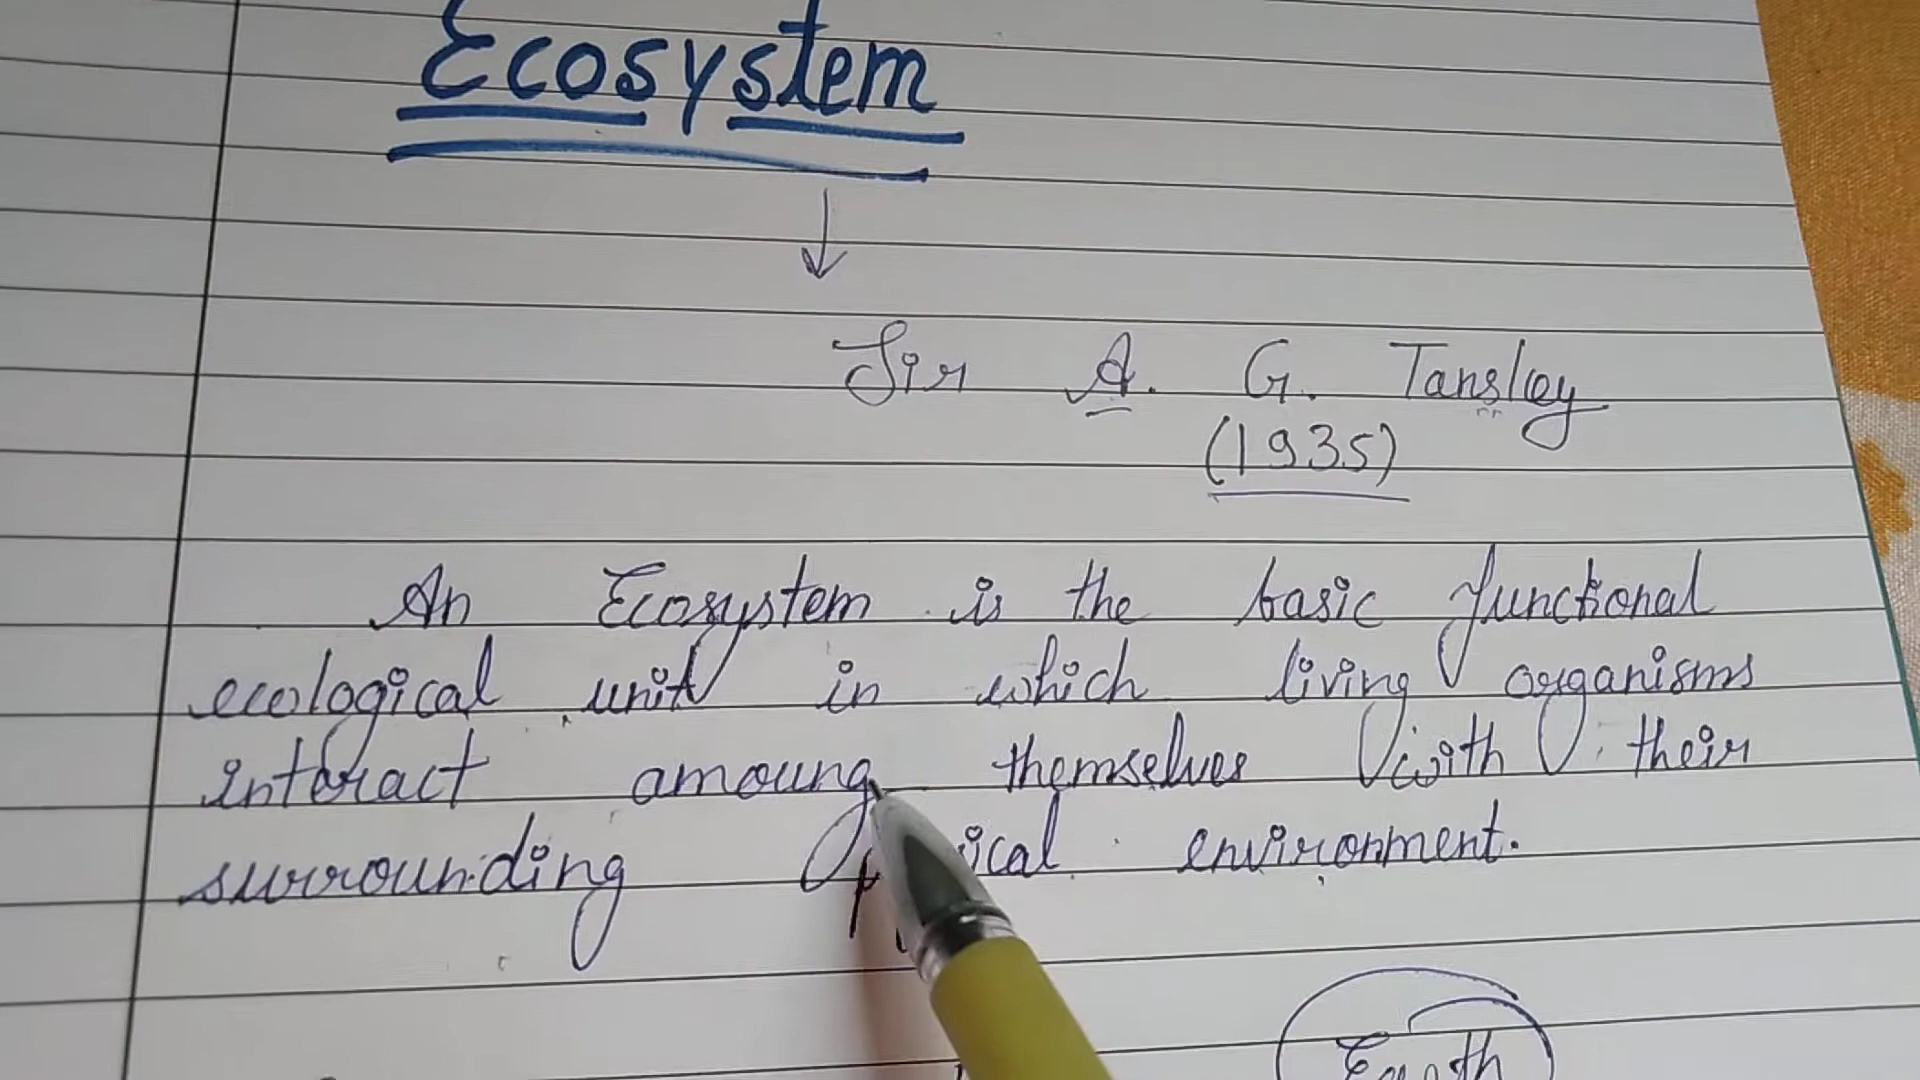 Ecosystem
Sir A. G. Tansley
(1935)
An Ecosystem is the basic functional
ecological unit in which living organisms
interact amoung themselves with their
surrounding environment.
Earth